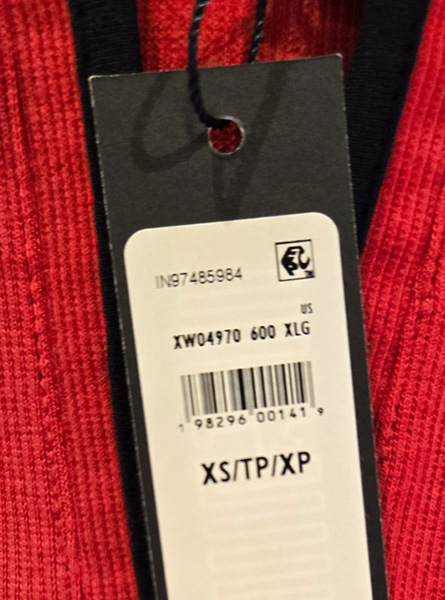 IN97485984
US
XW04970 600 XLG
1 98296 00141 9
XS/TP/XP